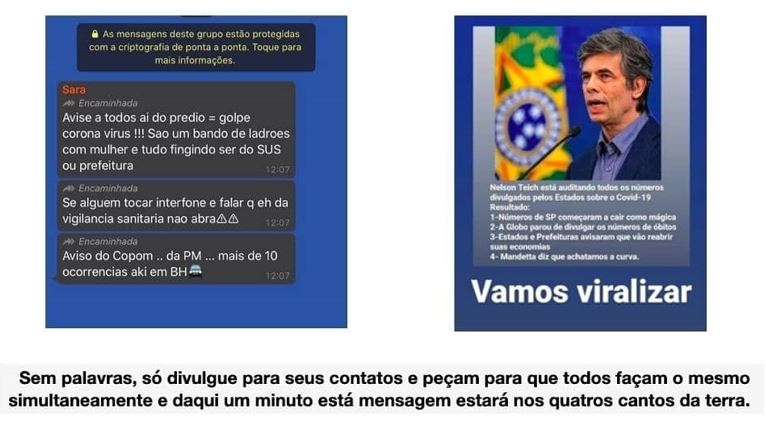 As mensagens deste grupo estão protegidas
com a criptografia de ponta a ponta. Toque para
mais informações.
Sara
Encaminhada
Avise a todos ai do predio = golpe
corona virus !!! Sao um bando de ladroes
com mulher e tudo fingindo ser do SUS
ou prefeitura
12:07
Encaminhada
Se alguem tocar interfone e falar q eh da
vigilancia sanitaria nao abra⚠⚠
12:07
Encaminhada
Aviso do Copom .. da PM ... mais de 10
ocorrencias aki em BH🚔
12:07
Nelson Teich está auditando todos os números
divulgados pelos Estados sobre o Covid-19
Resultado:
1-Números de SP começaram a cair como mágica
2-A Globo parou de divulgar os números de óbitos
3-Estados e Prefeituras avisaram que vão reabrir
suas economias
4- Mandetta diz que achatamos a curva.
Vamos viralizar
Sem palavras, só divulgue para seus contatos e peçam para que todos façam o mesmo
simultaneamente e daqui um minuto está mensagem estará nos quatros cantos da terra.